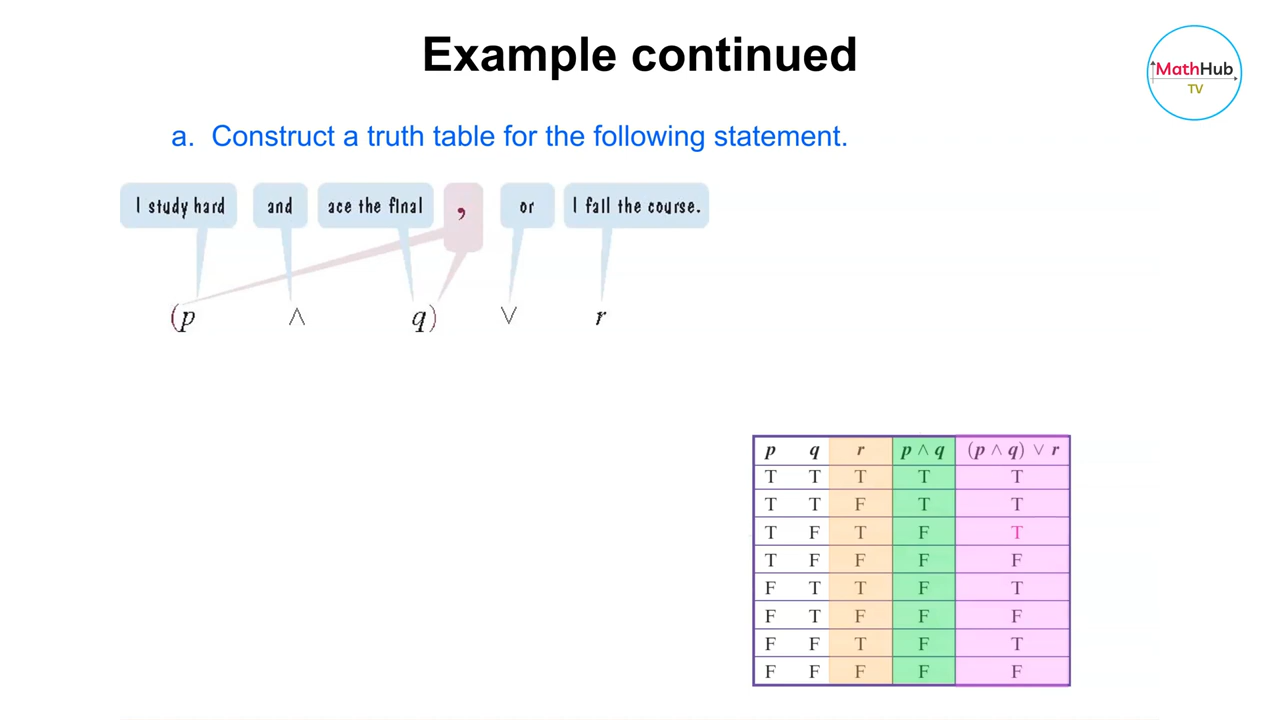 Example continued
MathHub
TV
a. Construct a truth table for the following statement.
I study hard and ace the final , or I fail the course.
(p ∧ q) ∨ r
p q r p ∧ q (p ∧ q) ∨ r
T T T T T
T T F T T
T F T F T
T F F F F
F T T F T
F T F F F
F F T F T
F F F F F